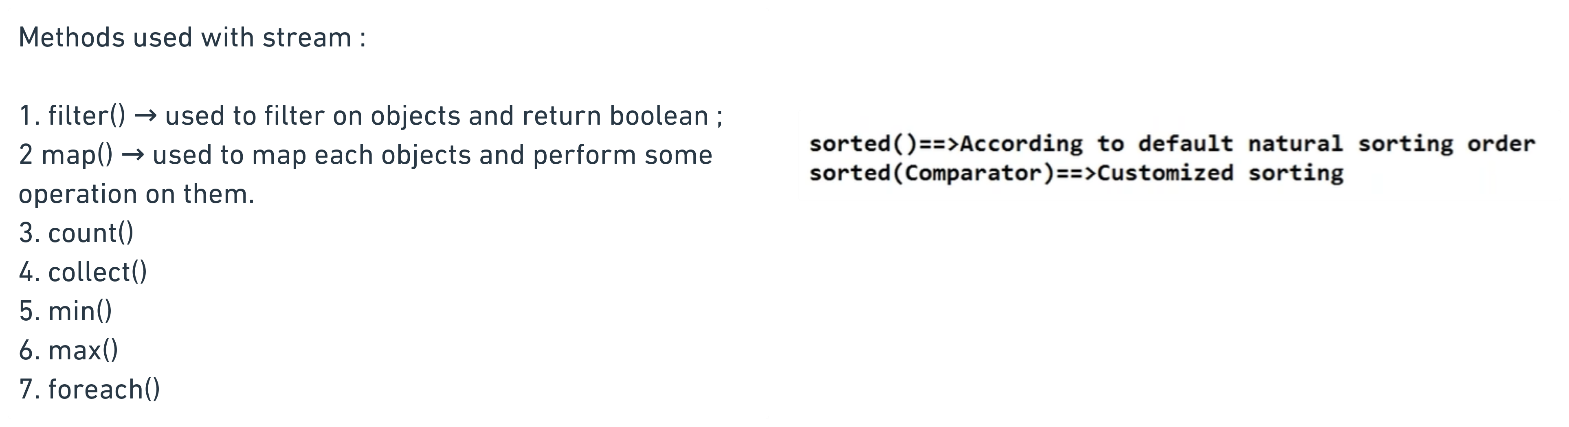 Methods used with stream :
1. filter() → used to filter on objects and return boolean ;
2 map() → used to map each objects and perform some
operation on them.
3. count()
4. collect()
5. min()
6. max()
7. foreach()
sorted()==>According to default natural sorting order
sorted(Comparator)==>Customized sorting